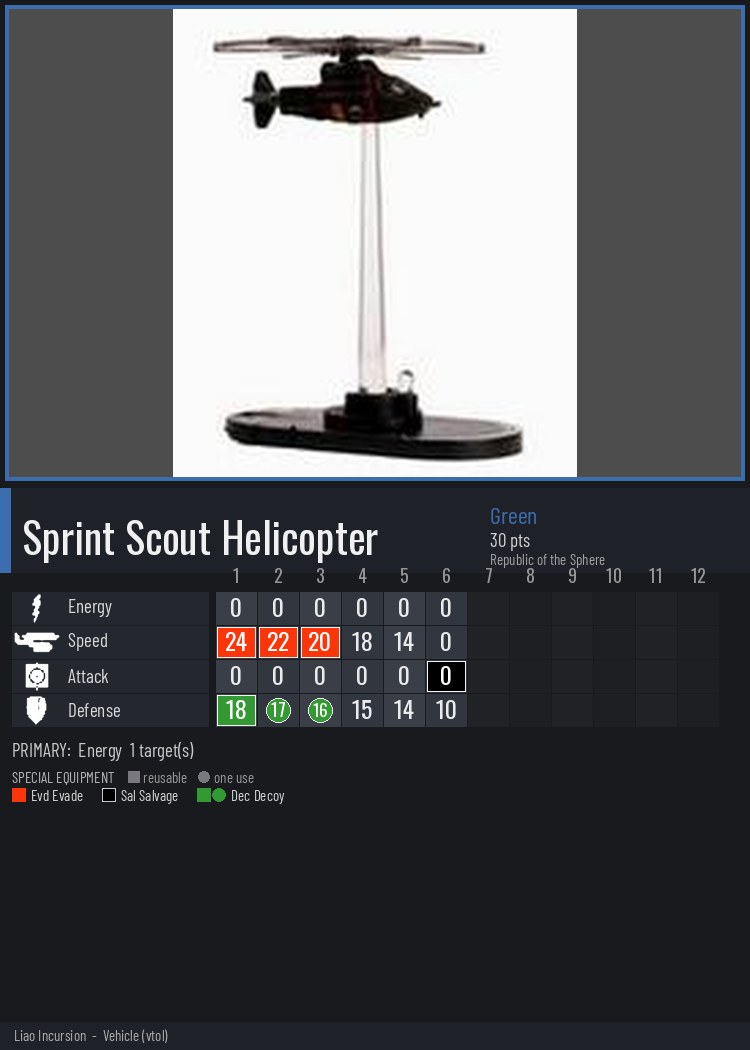 Sprint Scout Helicopter
Green
30 pts
Republic of the Sphere
1 2 3 4 5 6 7 8 9 10 11 12
Energy 0 0 0 0 0 0
Speed 24 22 20 18 14 0
Attack 0 0 0 0 0 0
Defense 18 17 16 15 14 10
PRIMARY: Energy 1 target(s)
SPECIAL EQUIPMENT reusable one use
Evd Evade Sal Salvage Dec Decoy
Liao Incursion - Vehicle (vtol)